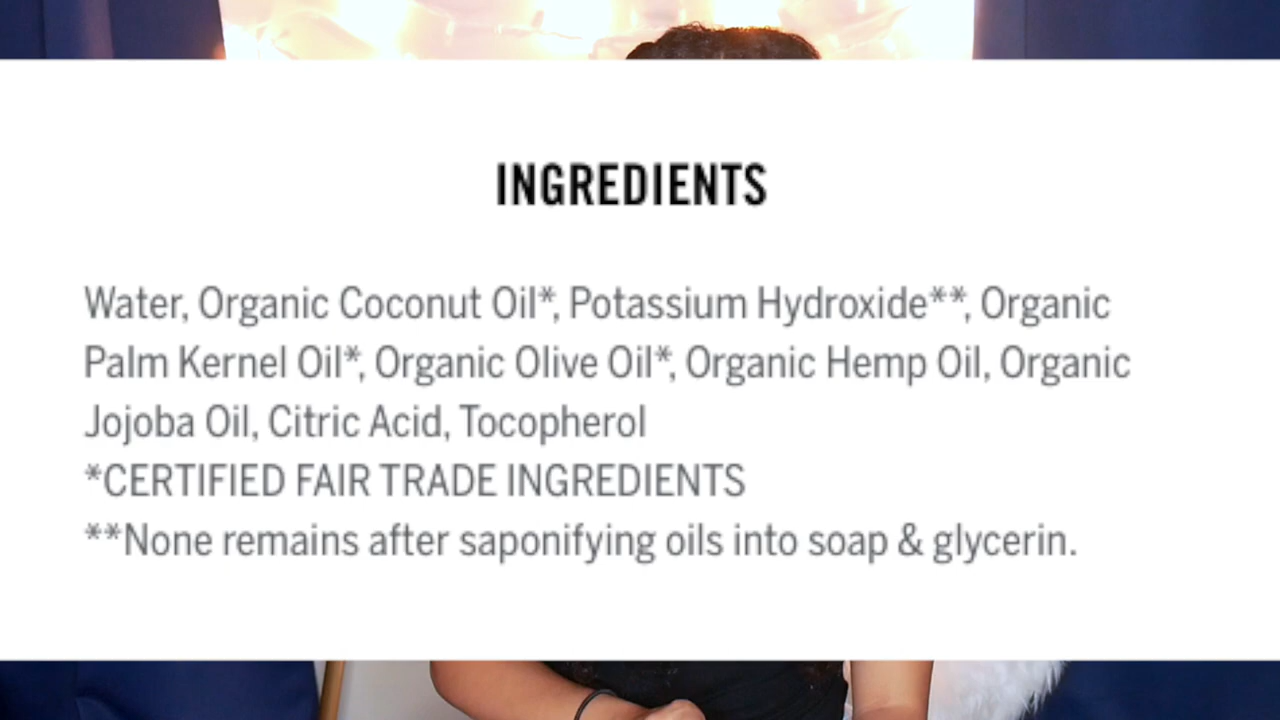 INGREDIENTS
Water, Organic Coconut Oil*, Potassium Hydroxide**, Organic
Palm Kernel Oil*, Organic Olive Oil*, Organic Hemp Oil, Organic
Jojoba Oil, Citric Acid, Tocopherol
*CERTIFIED FAIR TRADE INGREDIENTS
**None remains after saponifying oils into soap & glycerin.